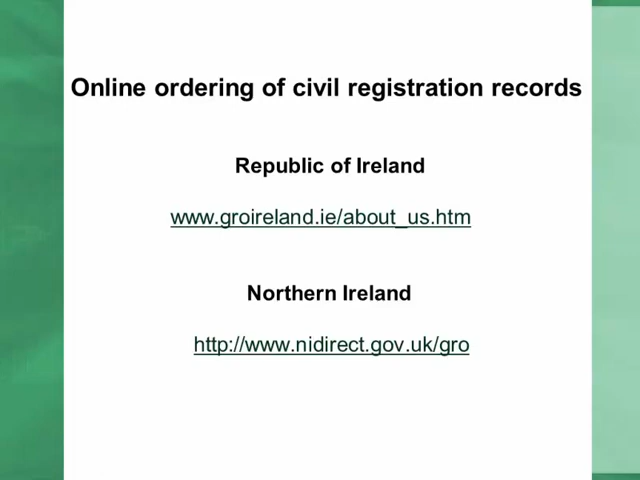 Online ordering of civil registration records
Republic of Ireland
www.groireland.ie/about_us.htm
Northern Ireland
http://www.nidirect.gov.uk/gro